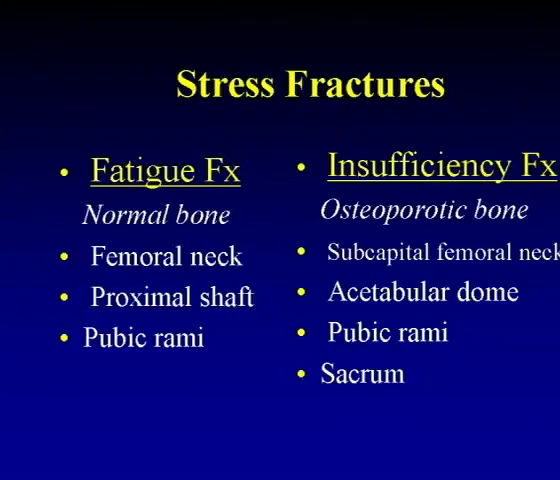 Stress Fractures
• Fatigue Fx
Normal bone
• Femoral neck
• Proximal shaft
• Pubic rami
• Insufficiency Fx
Osteoporotic bone
• Subcapital femoral neck
• Acetabular dome
• Pubic rami
• Sacrum